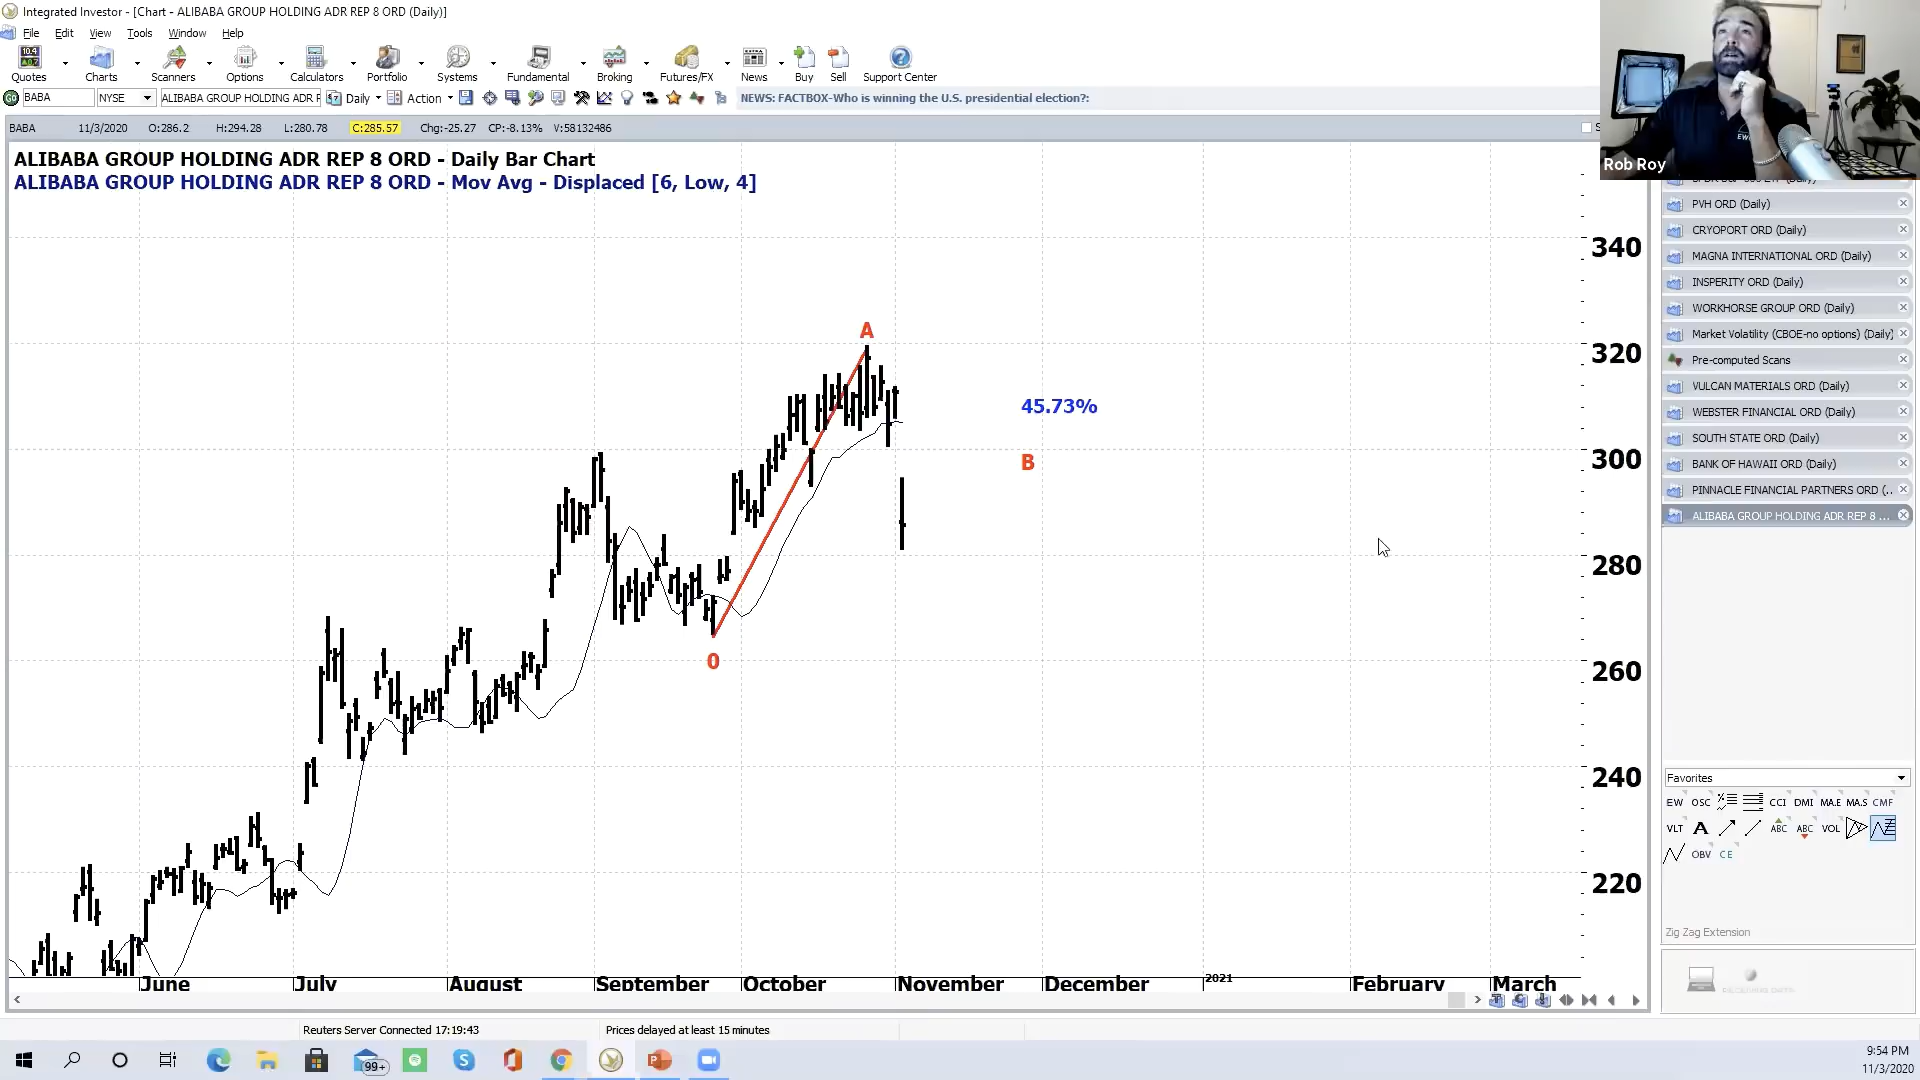 Integrated Investor - [Chart - ALIBABA GROUP HOLDING ADR REP 8 ORD (Daily)]
File Edit View Tools Window Help
Quotes Charts Scanners Options Calculators Portfolio Systems Fundamental Broking Futures/FX News Buy Sell Support Center
BABA NYSE ALIBABA GROUP HOLDING ADR F Daily Action NEWS: FACTBOX-Who is winning the U.S. presidential election?:
BABA 11/3/2020 O:286.2 H:294.28 L:280.78 C:285.57 Chg:-25.27 CP:-8.13% V:58132486
ALIBABA GROUP HOLDING ADR REP 8 ORD - Daily Bar Chart
ALIBABA GROUP HOLDING ADR REP 8 ORD - Mov Avg - Displaced [6, Low, 4]
Rob Roy
340
320
300
280
260
240
220
A
45.73%
B
0
June July August September October November December 2021 February March
PVH ORD (Daily)
CRYOPORT ORD (Daily)
MAGNA INTERNATIONAL ORD (Daily)
INSPERITY ORD (Daily)
WORKHORSE GROUP ORD (Daily)
Market Volatility (CBOE-no options) (Daily)
Pre-computed Scans
VULCAN MATERIALS ORD (Daily)
WEBSTER FINANCIAL ORD (Daily)
SOUTH STATE ORD (Daily)
BANK OF HAWAII ORD (Daily)
PINNACLE FINANCIAL PARTNERS ORD (..
ALIBABA GROUP HOLDING ADR REP 8 ...
Favorites
EW OSC CCI DMI MA.E MA.S CMF
VLT A ABC ABC VOL
OBV CE
Zig Zag Extension
Reuters Server Connected 17:19:43 Prices delayed at least 15 minutes
99+
9:54 PM
11/3/2020